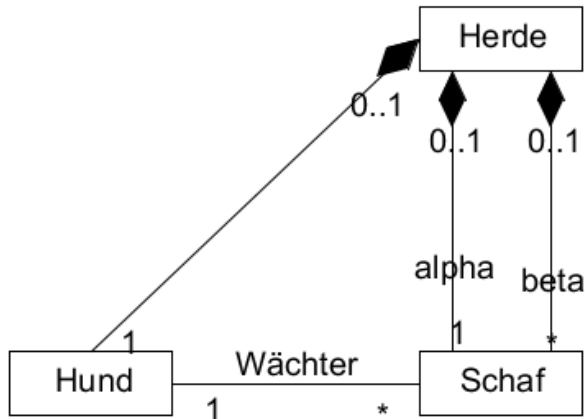 Herde
0..1
0..1 0..1
alpha beta
1 1 *
Hund Wächter Schaf
1 *